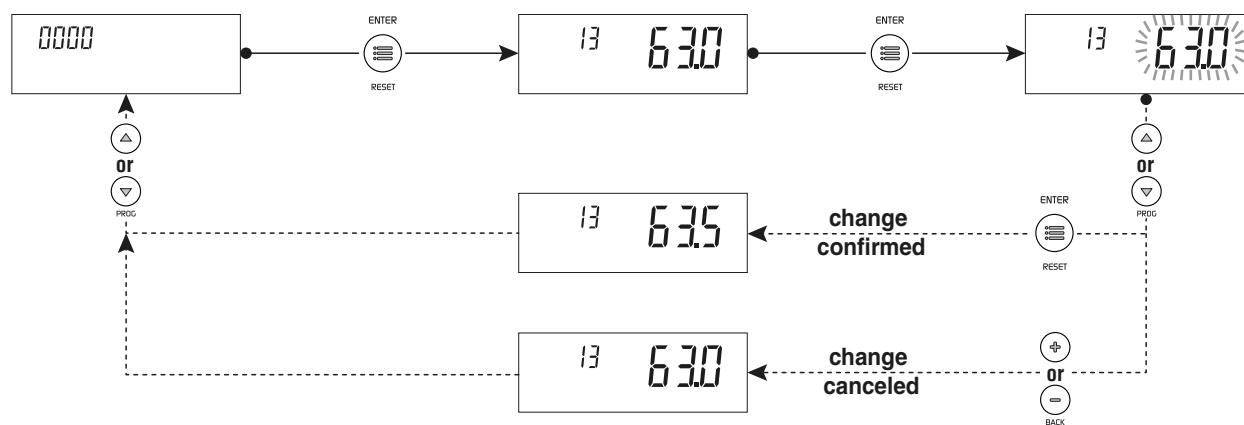 0000
ENTER
RESET
13 63.0
ENTER
RESET
13 63.0
or
PROG
or
PROG
13 63.5
change
confirmed
ENTER
RESET
13 63.0
change
canceled
or
BACK